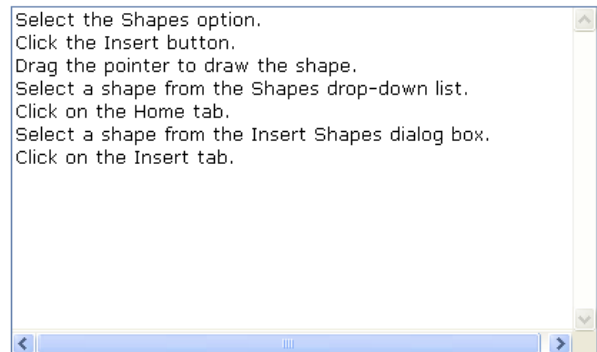 Select the Shapes option.
Click the Insert button.
Drag the pointer to draw the shape.
Select a shape from the Shapes drop-down list.
Click on the Home tab.
Select a shape from the Insert Shapes dialog box.
Click on the Insert tab.